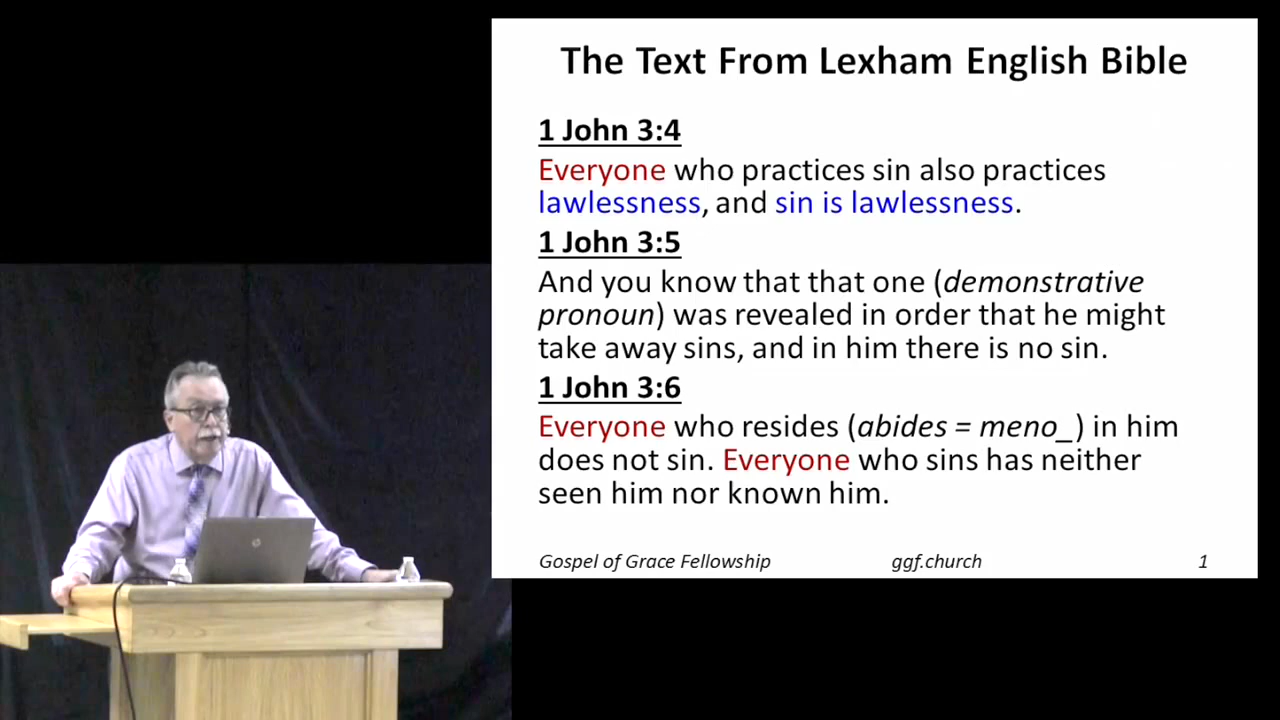 The Text From Lexham English Bible
1 John 3:4
Everyone who practices sin also practices
lawlessness, and sin is lawlessness.
1 John 3:5
And you know that that one (demonstrative
pronoun) was revealed in order that he might
take away sins, and in him there is no sin.
1 John 3:6
Everyone who resides (abides = meno_) in him
does not sin. Everyone who sins has neither
seen him nor known him.
Gospel of Grace Fellowship ggf.church 1